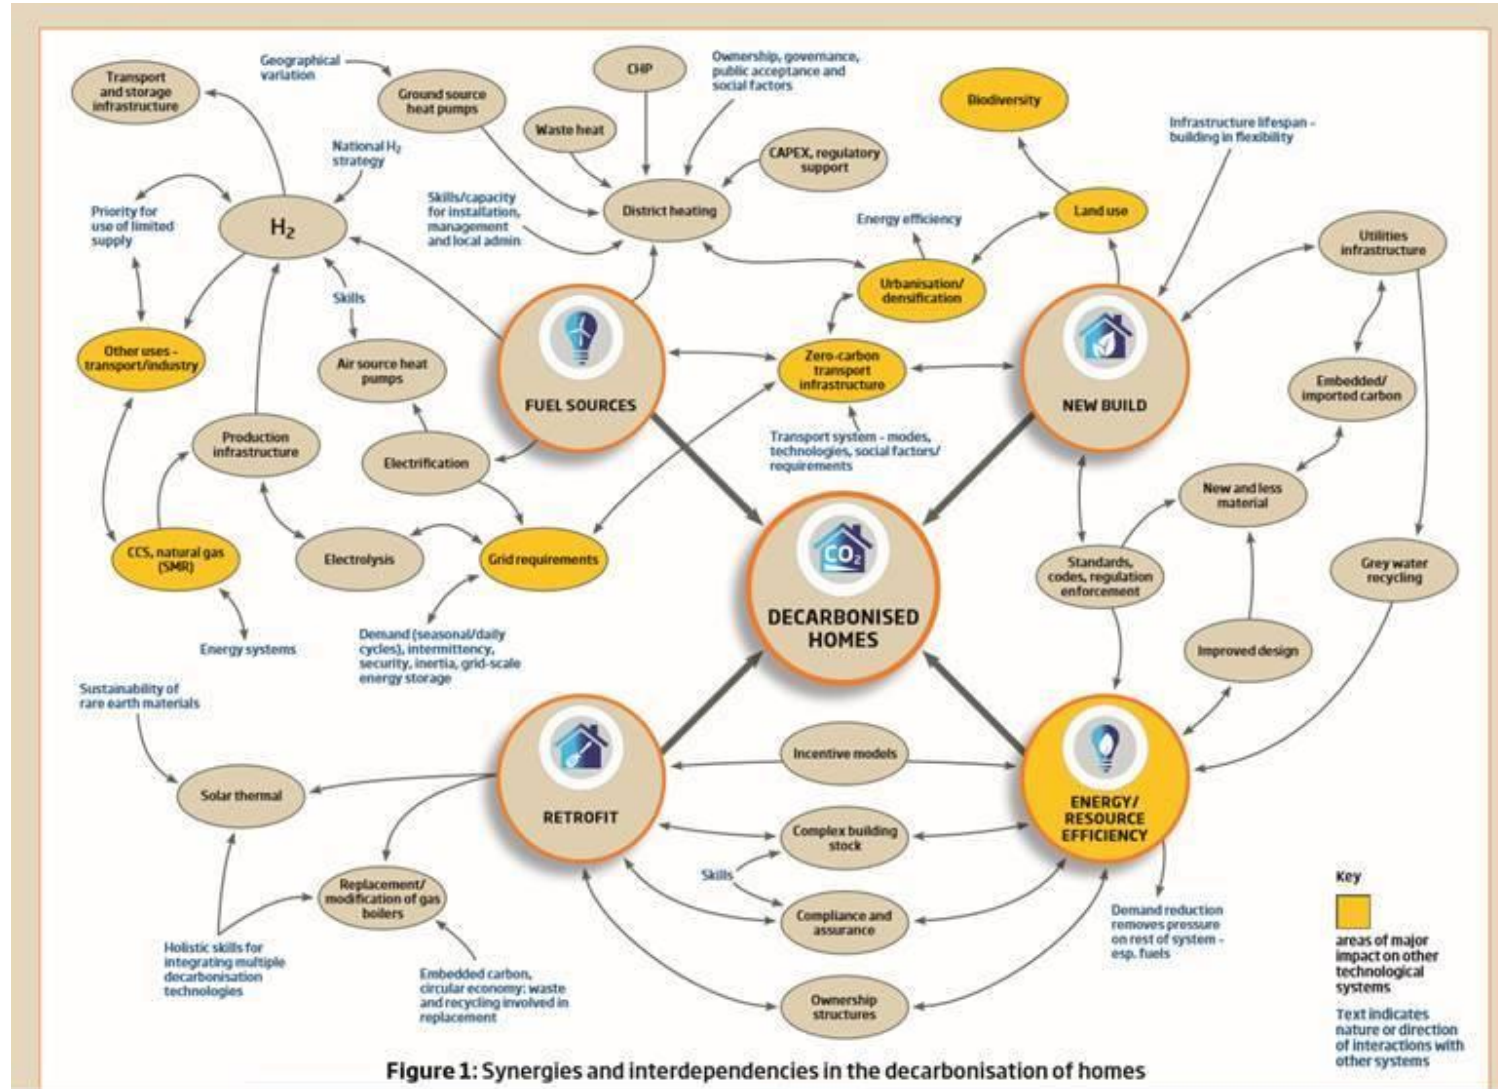 Transport
and storage
infrastructure
Geographical
variation
Ground source
heat pumps
CHP
Waste heat
Ownership, governance,
public acceptance and
social factors
CAPEX, regulatory
support
Biodiversity
Infrastructure lifespan -
building in flexibility
National H2
strategy
Priority for
use of limited
supply
H2
Skills/capacity
for installation,
management
and local admin
District heating
Energy efficiency
Land use
Urbanisation/
densification
Utilities
infrastructure
Skills
Other uses -
transport/industry
Air source heat
pumps
FUEL SOURCES
Zero-carbon
transport
infrastructure
NEW BUILD
Embedded/
imported carbon
Production
infrastructure
Electrification
Transport system - modes,
technologies, social factors/
requirements
New and less
material
CCS, natural gas
(SMR)
Electrolysis
Grid requirements
CO2
DECARBONISED
HOMES
Standards,
codes, regulation
enforcement
Grey water
recycling
Energy systems
Demand (seasonal/daily
cycles), intermittency,
security, inertia, grid-scale
energy storage
Improved design
Sustainability of
rare earth materials
Solar thermal
RETROFIT
Incentive models
ENERGY/
RESOURCE
EFFICIENCY
Complex building
stock
Skills
Replacement/
modification of gas
boilers
Compliance and
assurance
Demand reduction
removes pressure
on rest of system -
esp. fuels
Holistic skills for
integrating multiple
decarbonisation
technologies
Embedded carbon,
circular economy: waste
and recycling involved in
replacement
Ownership
structures
Key
areas of major
impact on other
technological
systems
Text indicates
nature or direction
of interactions with
other systems
Figure 1: Synergies and interdependencies in the decarbonisation of homes